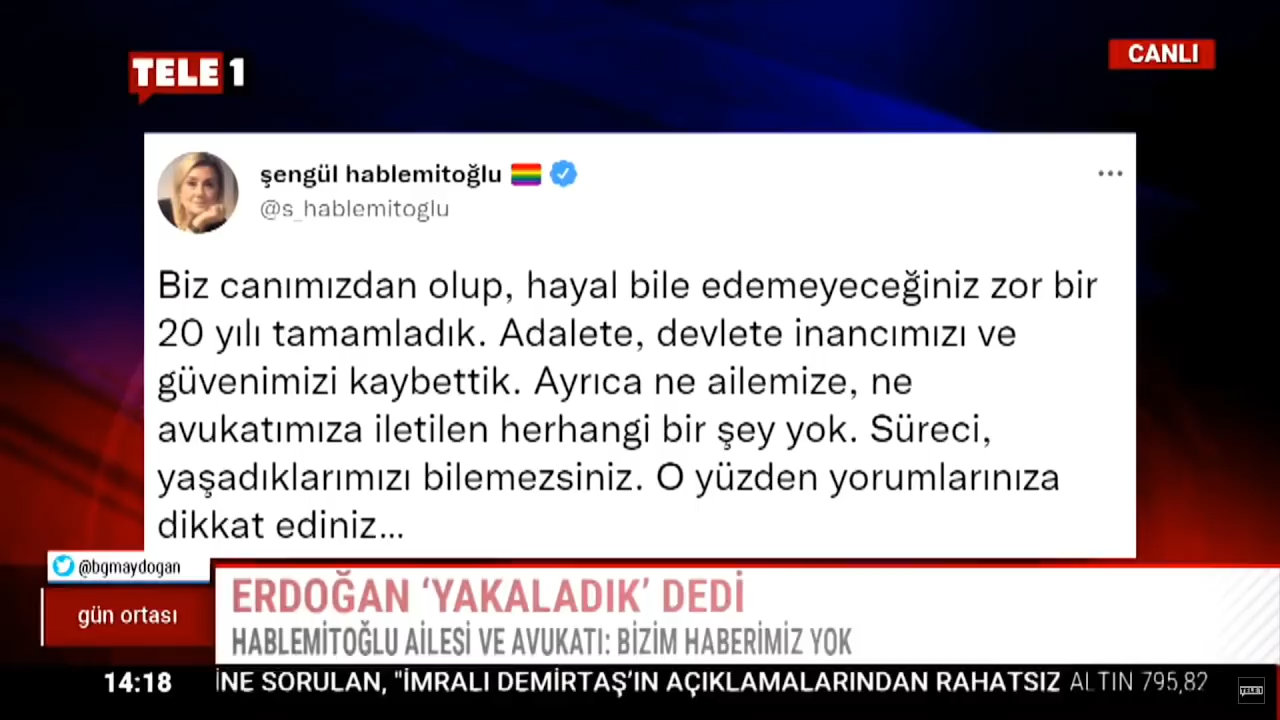 TELE 1
CANLI
şengül hablemitoğlu
@s_hablemitoglu
Biz canımızdan olup, hayal bile edemeyeceğiniz zor bir
20 yılı tamamladık. Adalete, devlete inancımızı ve
güvenimizi kaybettik. Ayrıca ne ailemize, ne
avukatımıza iletilen herhangi bir şey yok. Süreci,
yaşadıklarımızı bilemezsiniz. O yüzden yorumlarınıza
dikkat ediniz...
@bgmaydogan
gün ortası
ERDOĞAN ‘YAKALADIK’ DEDİ
HABLEMİTOĞLU AİLESİ VE AVUKATI: BİZİM HABERİMİZ YOK
14:18
İNE SORULAN, "İMRALI DEMİRTAŞ’IN AÇIKLAMALARINDAN RAHATSIZ
ALTIN 795,82
TELE1